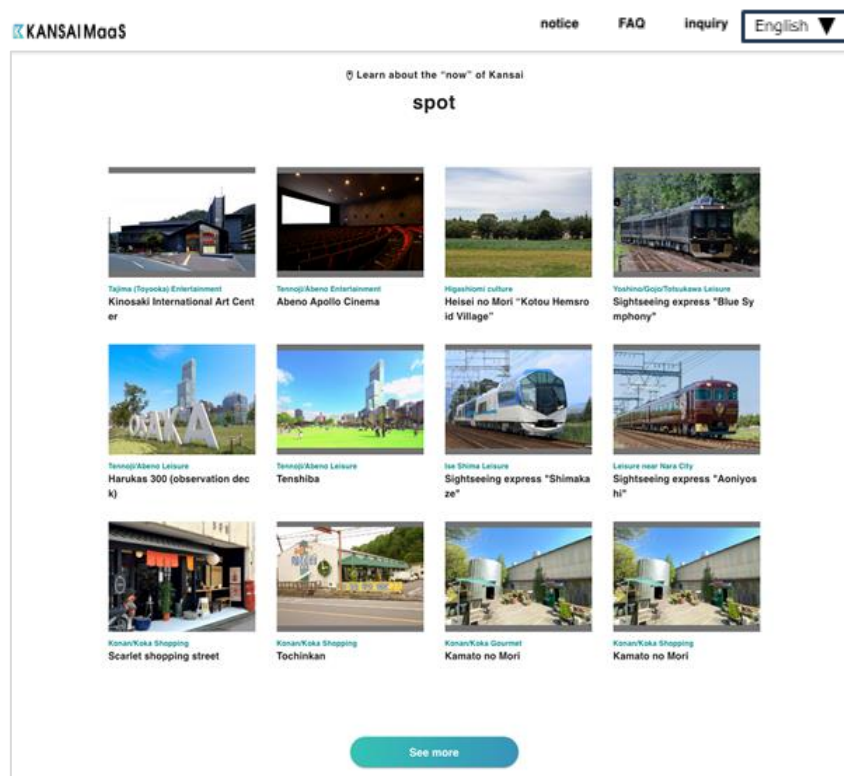 KANSAI MaaS
notice FAQ inquiry English ▼
Learn about the “now” of Kansai
spot
Tajima (Toyooka) Entertainment
Kinosaki International Art Cent
er
Tennoji/Abeno Entertainment
Abeno Apollo Cinema
Higashiomi culture
Heisei no Mori “Kotou Hemsro
id Village”
Yoshino/Gojo/Totsukawa Leisure
Sightseeing express "Blue Sy
mphony"
OSAKA
Tennoji/Abeno Leisure
Harukas 300 (observation dec
k)
Tennoji/Abeno Leisure
Tenshiba
Ise Shima Leisure
Sightseeing express "Shimaka
ze"
Leisure near Nara City
Sightseeing express "Aoniyos
hi"
Konan/Koka Shopping
Scarlet shopping street
Konan/Koka Shopping
Tochinkan
Konan/Koka Gourmet
Kamato no Mori
Konan/Koka Shopping
Kamato no Mori
See more